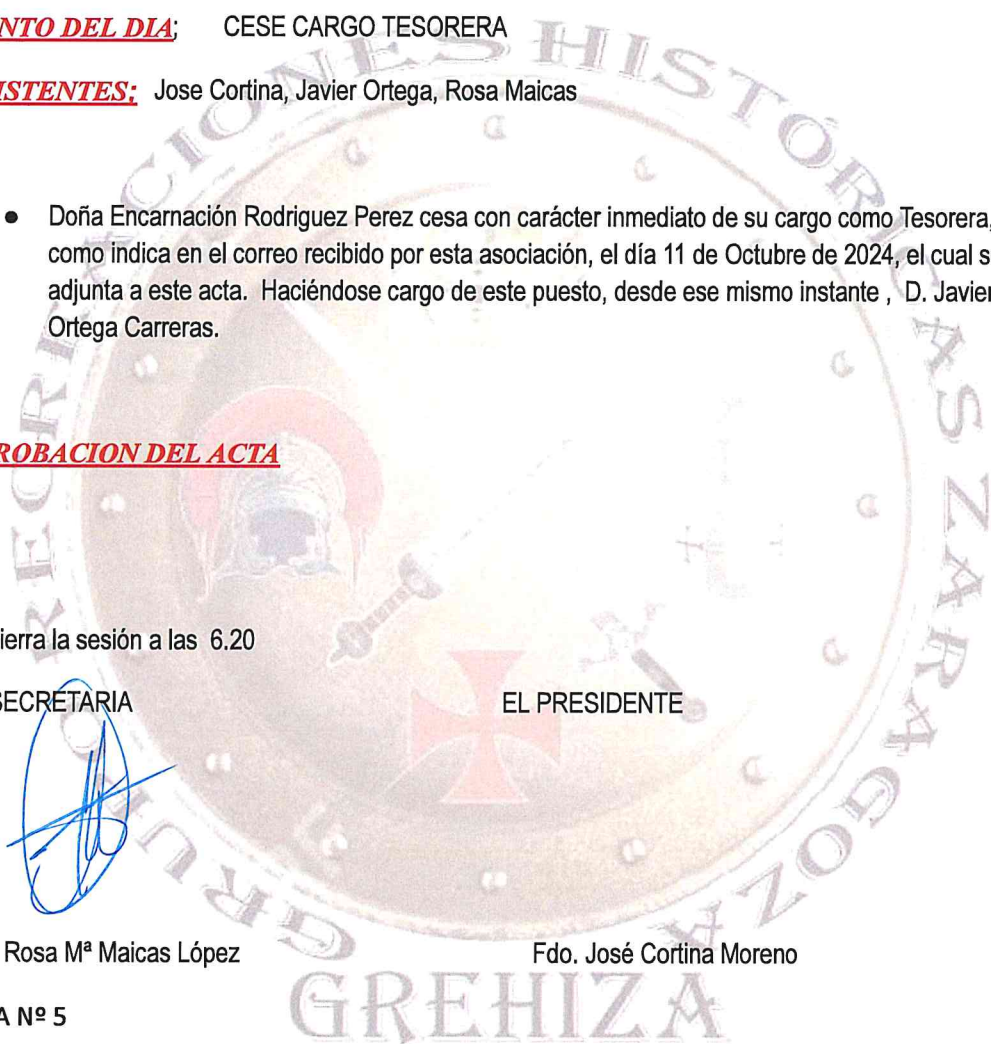 NTO DEL DIA; CESE CARGO TESORERA
ISTENTES; Jose Cortina, Javier Ortega, Rosa Maicas
• Doña Encarnación Rodriguez Perez cesa con carácter inmediato de su cargo como Tesorera,
como indica en el correo recibido por esta asociación, el día 11 de Octubre de 2024, el cual s
adjunta a este acta. Haciéndose cargo de este puesto, desde ese mismo instante , D. Javier
Ortega Carreras.
ROBACION DEL ACTA
ierra la sesión a las 6.20
SECRETARIA EL PRESIDENTE
Rosa Mª Maicas López Fdo. José Cortina Moreno
A Nº 5
GRUPO RECREACIONES HISTÓRICAS ZARAGOZA
GREHIZA